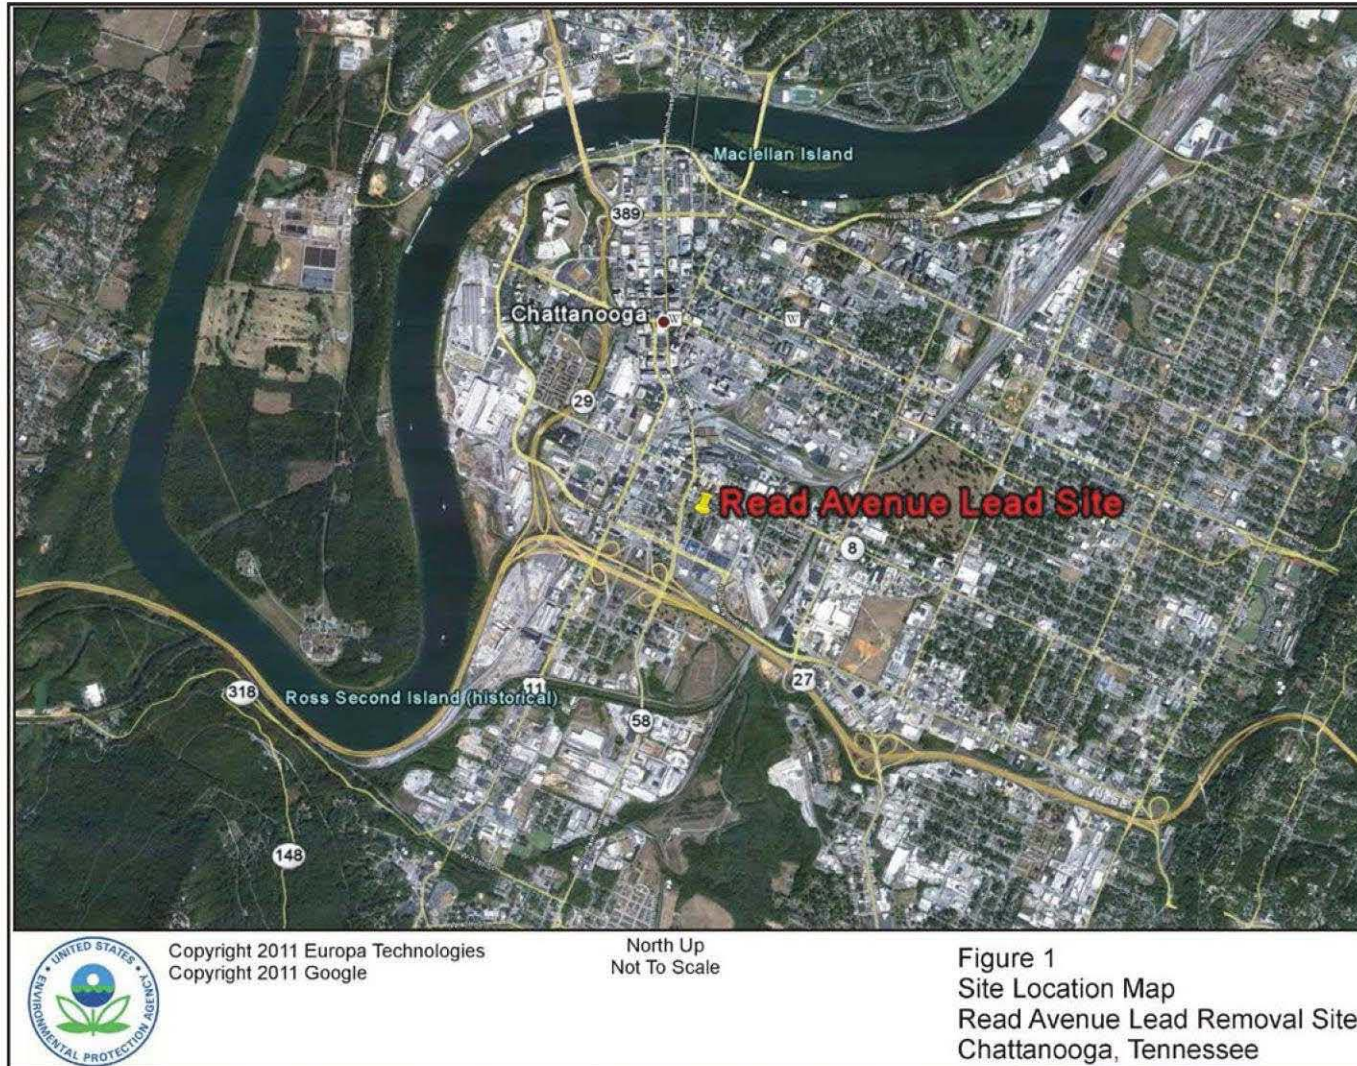 Maclellan Island
389
Chattanooga
W
W
29
Read Avenue Lead Site
8
27
318
Ross Second Island (historical)
11
58
148
UNITED STATES
ENVIRONMENTAL PROTECTION AGENCY
Copyright 2011 Europa Technologies
Copyright 2011 Google
North Up
Not To Scale
Figure 1
Site Location Map
Read Avenue Lead Removal Site
Chattanooga, Tennessee